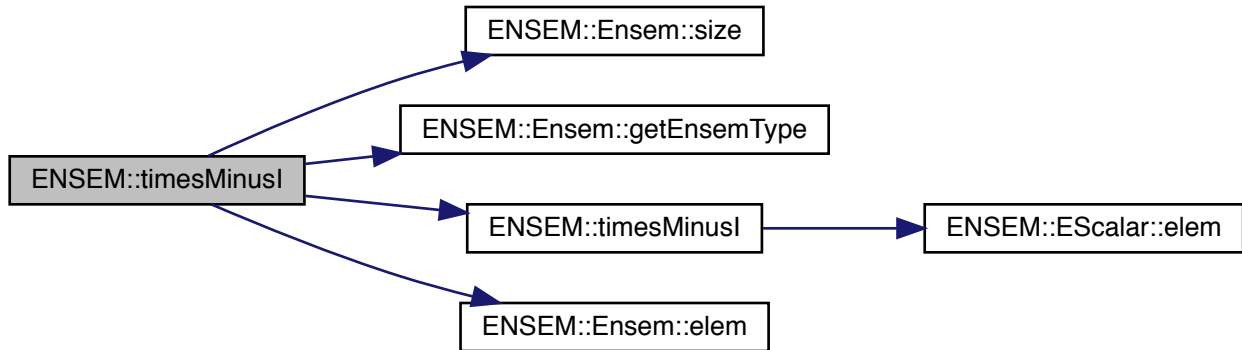 ENSEM::Ensem::size
ENSEM::Ensem::getEnsemType
ENSEM::timesMinusI
ENSEM::timesMinusI
ENSEM::EScalar::elem
ENSEM::Ensem::elem